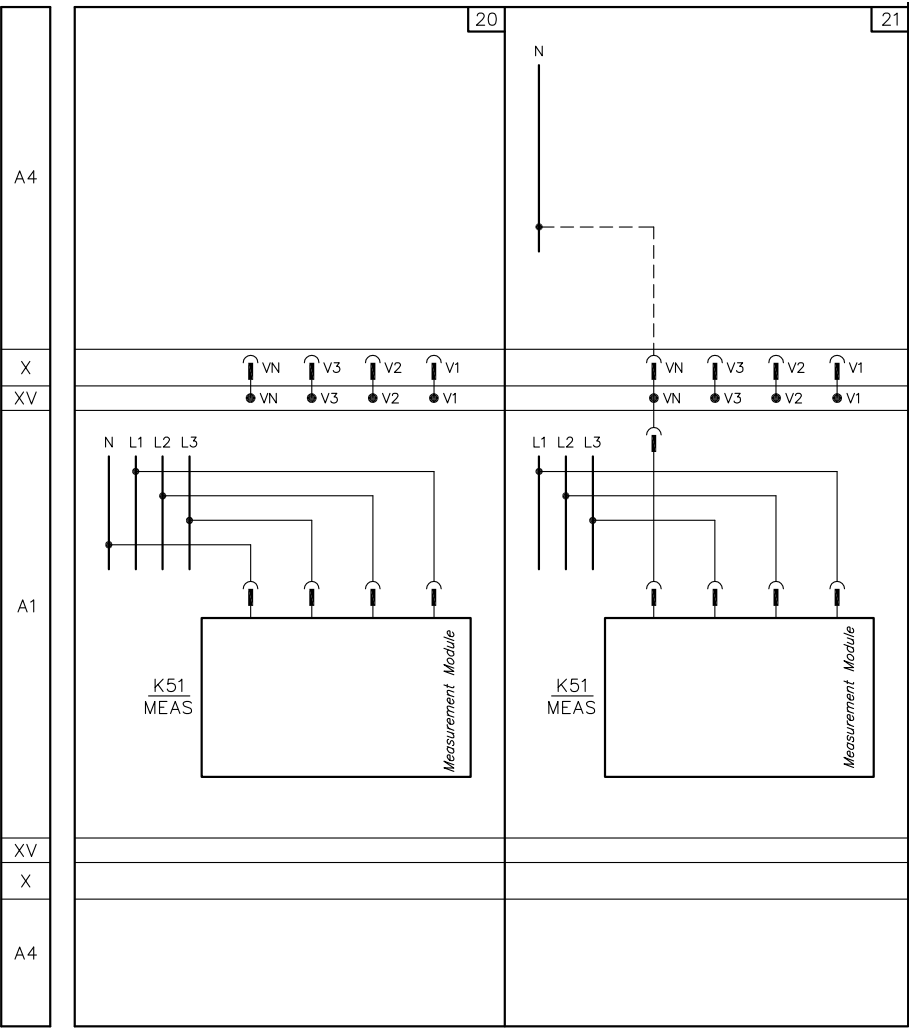 20
21
N
A4
X
VN V3 V2 V1
VN V3 V2 V1
XV
VN V3 V2 V1
VN V3 V2 V1
N L1 L2 L3
L1 L2 L3
A1
K51
MEAS
Measurement Module
K51
MEAS
Measurement Module
XV
X
A4